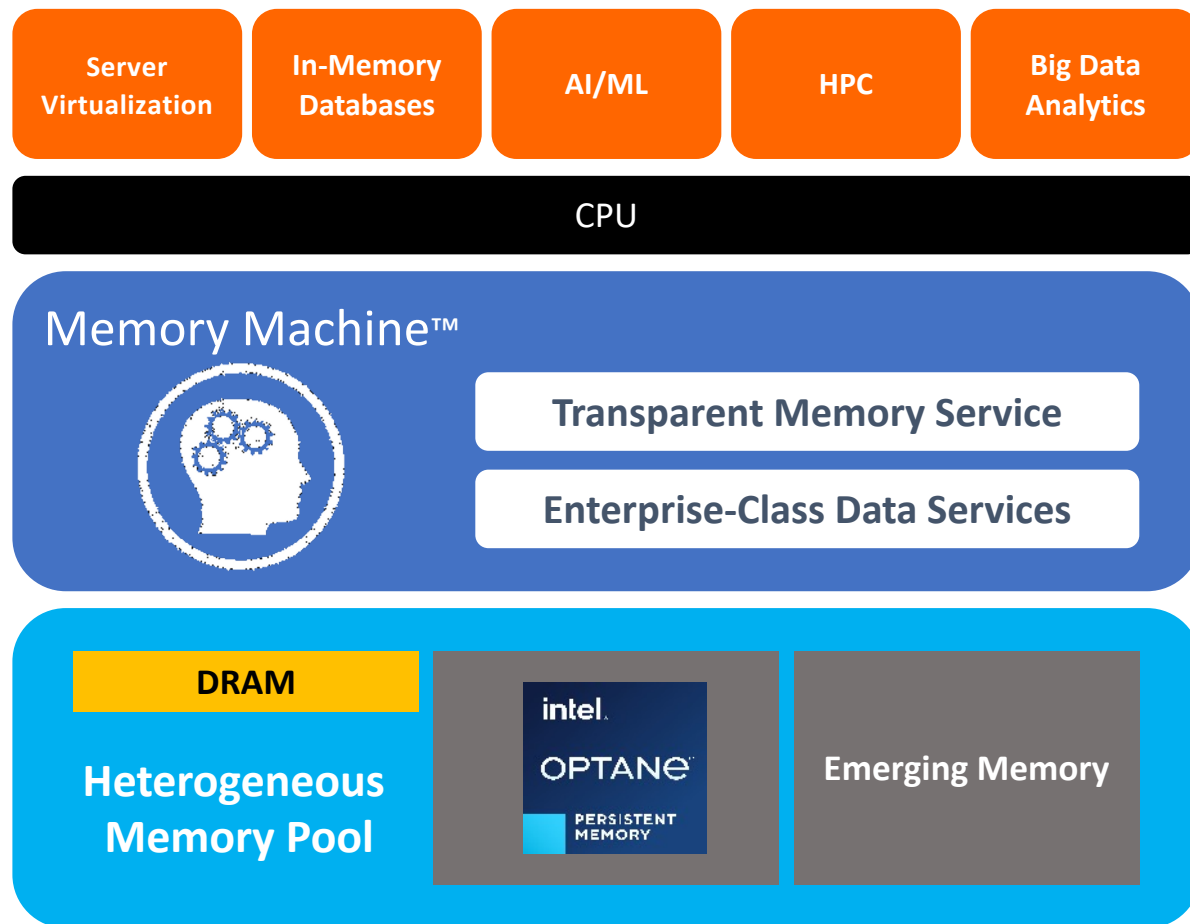 Server
Virtualization
In-Memory
Databases
AI/ML
HPC
Big Data
Analytics
CPU
Memory Machine™
Transparent Memory Service
Enterprise-Class Data Services
DRAM
Heterogeneous
Memory Pool
intel.
OPTANe™
PERSISTENT
MEMORY
Emerging Memory